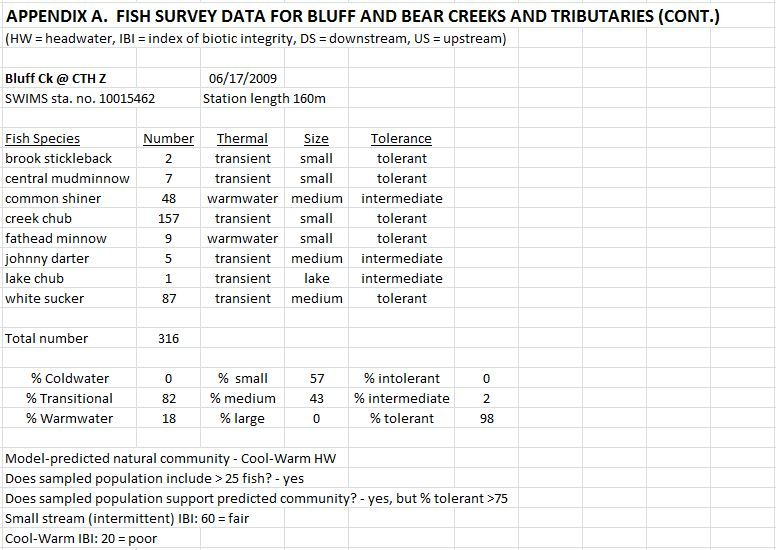 APPENDIX A.  FISH SURVEY DATA FOR BLUFF AND BEAR CREEKS AND TRIBUTARIES (CONT.)
(HW = headwater, IBI = index of biotic integrity, DS = downstream, US = upstream)
Bluff Ck @ CTH Z 06/17/2009
SWIMS sta. no. 10015462 Station length 160m
Fish Species Number Thermal Size Tolerance
brook stickleback 2 transient small tolerant
central mudminnow 7 transient small tolerant
common shiner 48 warmwater medium intermediate
creek chub 157 transient small tolerant
fathead minnow 9 warmwater small tolerant
johnny darter 5 transient medium intermediate
lake chub 1 transient lake intermediate
white sucker 87 transient medium tolerant
Total number 316
% Coldwater 0 % small 57 % intolerant 0
% Transitional 82 % medium 43 % intermediate 2
% Warmwater 18 % large 0 % tolerant 98
Model-predicted natural community - Cool-Warm HW
Does sampled population include > 25 fish? - yes
Does sampled population support predicted community? - yes, but % tolerant >75
Small stream (intermittent) IBI: 60 = fair
Cool-Warm IBI: 20 = poor